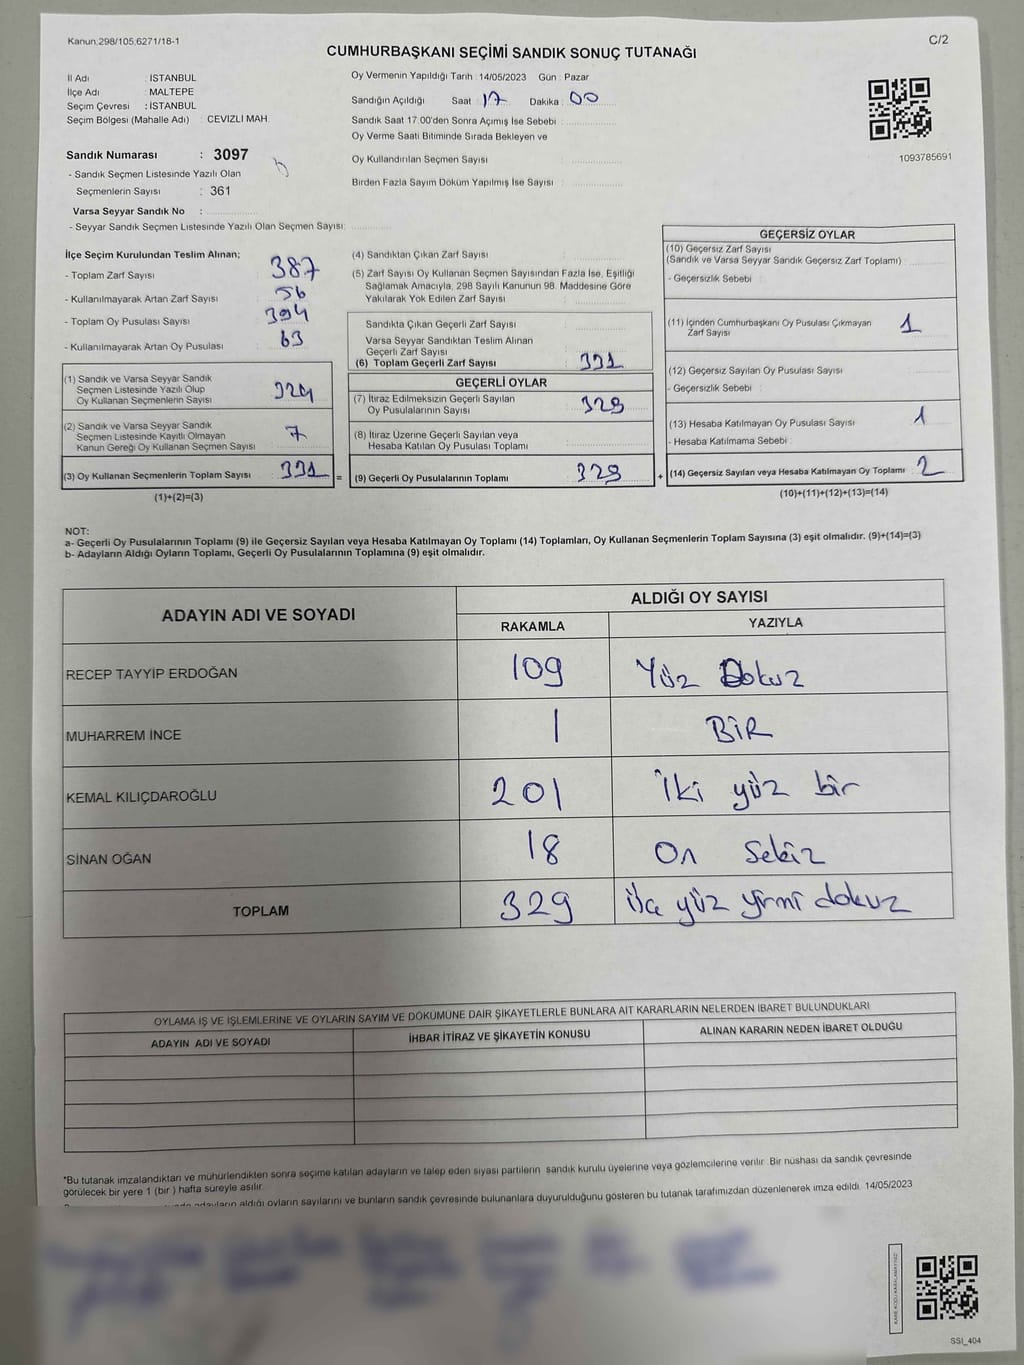 Kanun:298/105,6271/18-1
C/2
CUMHURBAŞKANI SEÇİMİ SANDIK SONUÇ TUTANAĞI
İl Adı : İSTANBUL
İlçe Adı : MALTEPE
Seçim Çevresi : İSTANBUL
Seçim Bölgesi (Mahalle Adı) : CEVİZLİ MAH.
Sandık Numarası : 3097
- Sandık Seçmen Listesinde Yazılı Olan
Seçmenlerin Sayısı : 361
Varsa Seyyar Sandık No :
- Seyyar Sandık Seçmen Listesinde Yazılı Olan Seçmen Sayısı:
Oy Vermenin Yapıldığı Tarih : 14/05/2023 Gün : Pazar
Sandığın Açıldığı Saat : 17 Dakika : 00
Sandık Saat 17:00'den Sonra Açımış İse Sebebi :
Oy Verme Saati Bitiminde Sırada Bekleyen ve
Oy Kullandırılan Seçmen Sayısı :
Birden Fazla Sayım Döküm Yapılmış İse Sayısı :
1093785691
İlçe Seçim Kurulundan Teslim Alınan;
- Toplam Zarf Sayısı : 387
- Kullanılmayarak Artan Zarf Sayısı : 56
- Toplam Oy Pusulası Sayısı : 394
- Kullanılmayarak Artan Oy Pusulası : 63
(1) Sandık ve Varsa Seyyar Sandık
Seçmen Listesinde Yazılı Olup
Oy Kullanan Seçmenlerin Sayısı : 324
(2) Sandık ve Varsa Seyyar Sandık
Seçmen Listesinde Kayıtlı Olmayan
Kanun Gereği Oy Kullanan Seçmen Sayısı : 7
(3) Oy Kullanan Seçmenlerin Toplam Sayısı : 331 =
(1)+(2)=(3)
(4) Sandıktan Çıkan Zarf Sayısı :
(5) Zarf Sayısı Oy Kullanan Seçmen Sayısından Fazla İse, Eşitliği
Sağlamak Amacıyla, 298 Sayılı Kanunun 98. Maddesine Göre
Yakılarak Yok Edilen Zarf Sayısı :
Sandıkta Çıkan Geçerli Zarf Sayısı :
Varsa Seyyar Sandıktan Teslim Alınan
Geçerli Zarf Sayısı :
(6) Toplam Geçerli Zarf Sayısı : 331
GEÇERLİ OYLAR
(7) İtiraz Edilmeksizin Geçerli Sayılan
Oy Pusulalarının Sayısı : 329
(8) İtiraz Üzerine Geçerli Sayılan veya
Hesaba Katılan Oy Pusulası Toplamı :
(9) Geçerli Oy Pusulalarının Toplamı : 329 +
GEÇERSİZ OYLAR
(10) Geçersiz Zarf Sayısı
(Sandık ve Varsa Seyyar Sandık Geçersiz Zarf Toplamı) :
- Geçersizlik Sebebi :
(11) İçinden Cumhurbaşkanı Oy Pusulası Çıkmayan
Zarf Sayısı : 1
(12) Geçersiz Sayılan Oy Pusulası Sayısı :
- Geçersizlik Sebebi :
(13) Hesaba Katılmayan Oy Pusulası Sayısı : 1
- Hesaba Katılmama Sebebi :
(14) Geçersiz Sayılan veya Hesaba Katılmayan Oy Toplamı : 2
(10)+(11)+(12)+(13)=(14)
NOT:
a- Geçerli Oy Pusulalarının Toplamı (9) ile Geçersiz Sayılan veya Hesaba Katılmayan Oy Toplamı (14) Toplamları, Oy Kullanan Seçmenlerin Toplam Sayısına (3) eşit olmalıdır. (9)+(14)=(3)
b- Adayların Aldığı Oyların Toplamı, Geçerli Oy Pusulalarının Toplamına (9) eşit olmalıdır.
ADAYIN ADI VE SOYADI
ALDIĞI OY SAYISI
RAKAMLA YAZIYLA
RECEP TAYYİP ERDOĞAN 109 Yüz Dokuz
MUHARREM İNCE 1 BİR
KEMAL KILIÇDAROĞLU 201 İki yüz bir
SİNAN OĞAN 18 On Sekiz
TOPLAM 329 üç yüz yirmi dokuz
OYLAMA İŞ VE İŞLEMLERİNE VE OYLARIN SAYIM VE DÖKÜMÜNE DAİR ŞİKAYETLERLE BUNLARA AİT KARARLARIN NELERDEN İBARET BULUNDUKLARI
ADAYIN ADI VE SOYADI İHBAR İTİRAZ VE ŞİKAYETİN KONUSU ALINAN KARARIN NEDEN İBARET OLDUĞU
*Bu tutanak imzalandıktan ve mühürlendikten sonra seçime katılan adayların ve talep eden siyasi partilerin sandık kurulu üyelerine veya gözlemcilerine verilir. Bir nüshası da sandık çevresinde
görülecek bir yere 1 (bir ) hafta süreyle asılır.
adayların aldığı oyların sayılarını ve bunların sandık çevresinde bulunanlara duyurulduğunu gösteren bu tutanak tarafımızdan düzenlenerek imza edildi. 14/05/2023
SSI_404